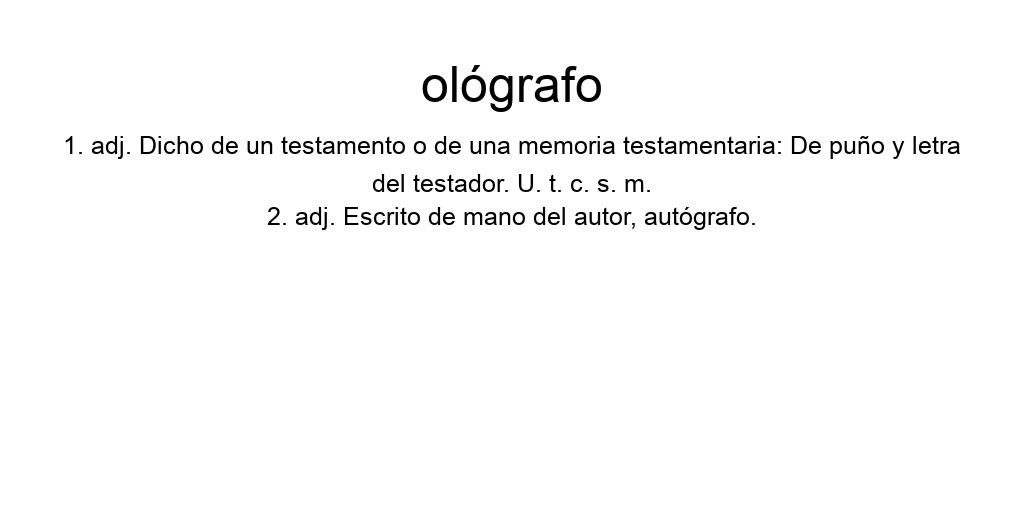 ológrafo
1. adj. Dicho de un testamento o de una memoria testamentaria: De puño y letra
del testador. U. t. c. s. m.
2. adj. Escrito de mano del autor, autógrafo.